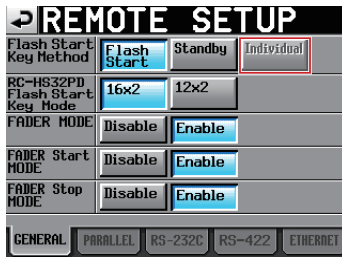 REMOTE SETUP
Flash Start
Key Method
Flash
Start
Standby
Individual
RC-HS32PD
Flash Start
Key Mode
16x2
12x2
FADER MODE
Disable
Enable
FADER Start
MODE
Disable
Enable
FADER Stop
MODE
Disable
Enable
GENERAL
PARALLEL
RS-232C
RS-422
ETHERNET